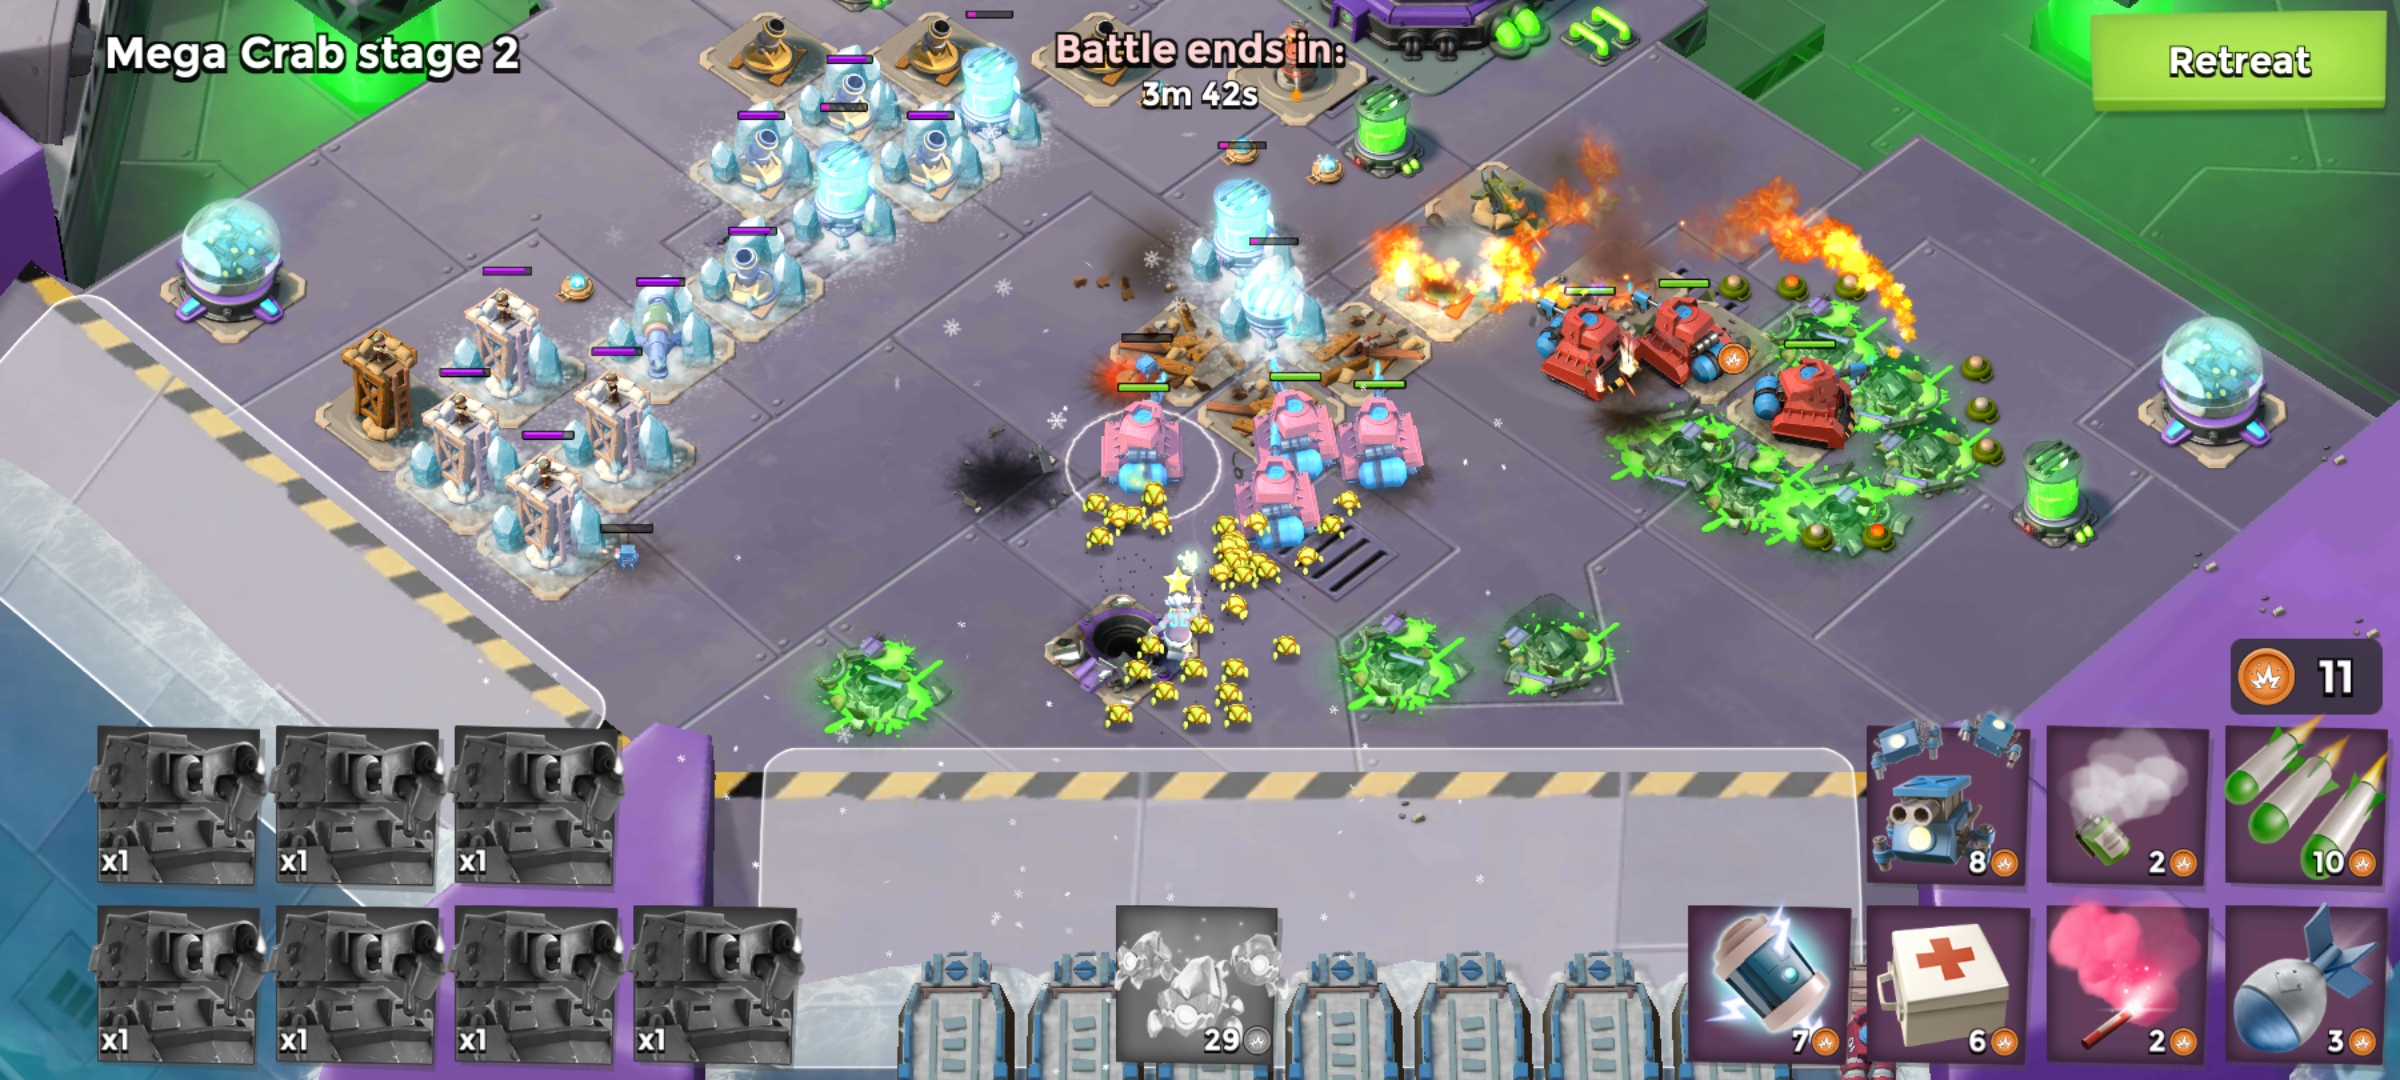 Mega Crab stage 2
Battle ends in:
3m 42s
Retreat
11
x1
x1
x1
8
2
10
x1
x1
x1
x1
29
7
6
2
3